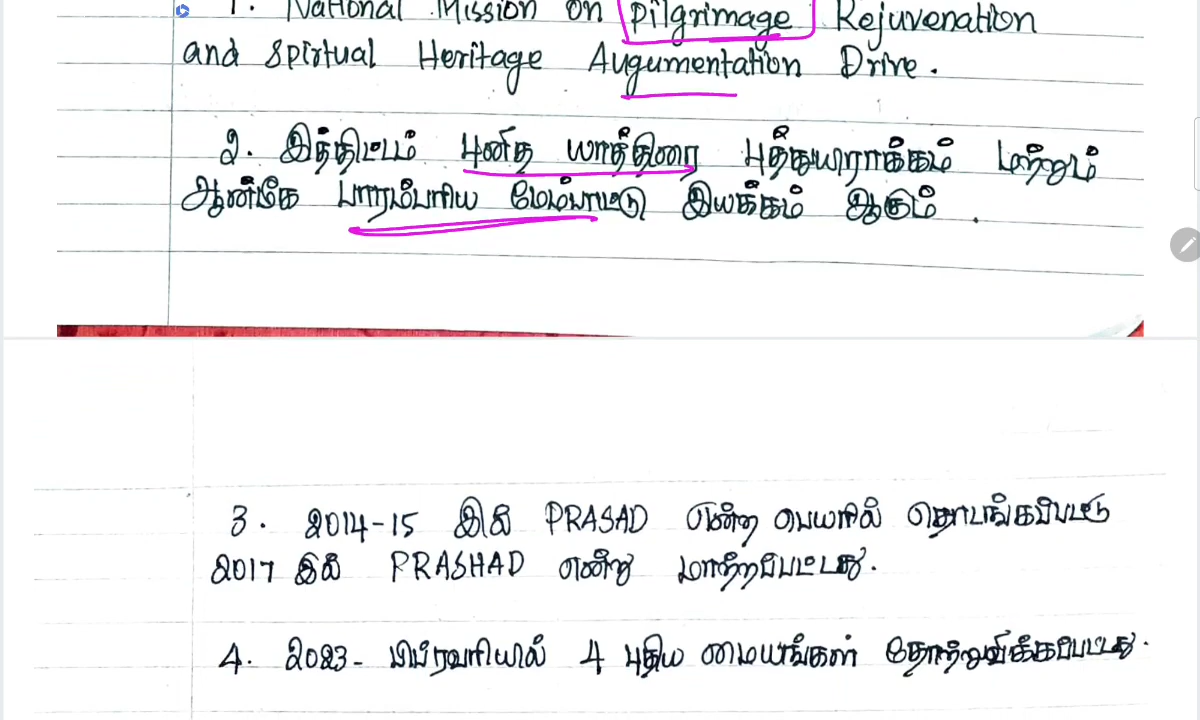 1. National Mission on Pilgrimage Rejuvenation
and Spirtual Heritage Augumentation Drive.
2. இத்திட்டம் புனித யாத்திரை புத்துயிராக்கம் மற்றும்
ஆன்மீக பாரம்பரிய மேம்பாட்டு இயக்கம் ஆகும்.
3. 2014-15 இல் PRASAD என்ற பெயரில் தொடங்கப்பட்டு
2017 இல் PRASHAD என்று மாற்றப்பட்டது.
4. 2023- பிப்ரவரியில் 4 புதிய மையங்கள் தோற்றுவிக்கப்பட்டது.